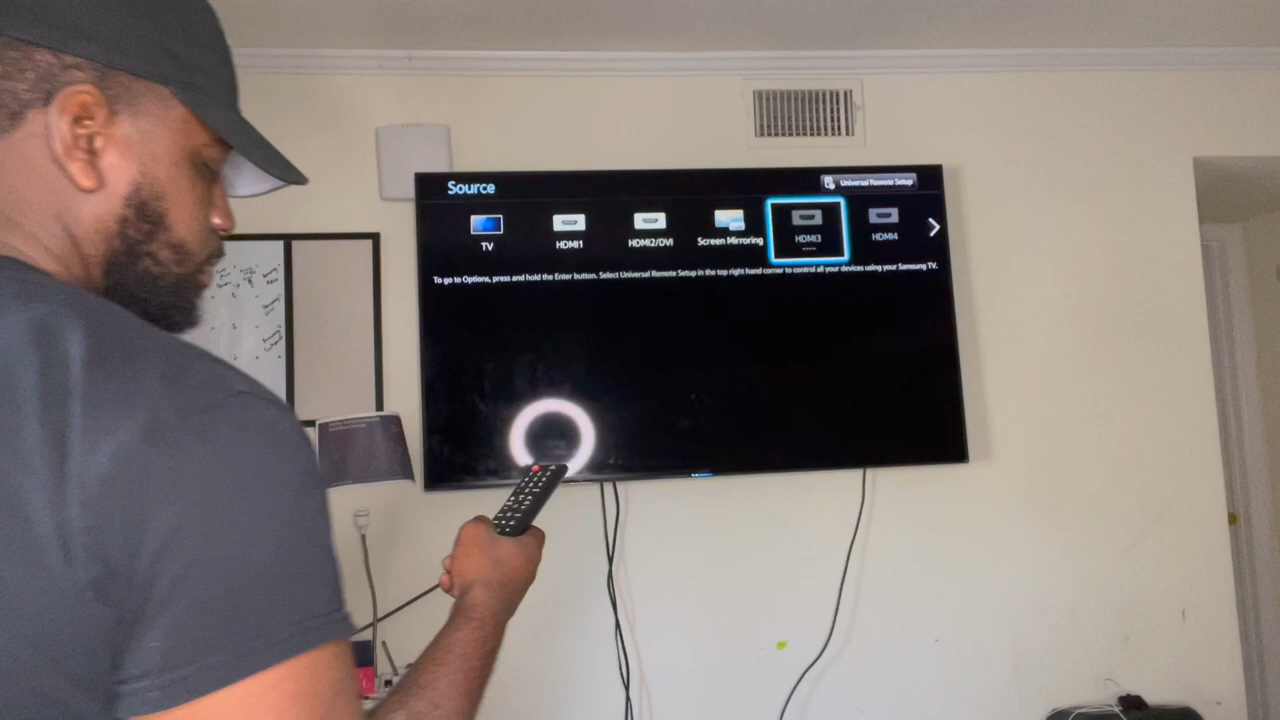 Source
Universal Remote Setup
TV
HDMI1
HDMI2/DVI
Screen Mirroring
HDMI3
HDMI4
To go to Options, press and hold the Enter button. Select Universal Remote Setup in the top right hand corner to control all your devices using your Samsung TV.